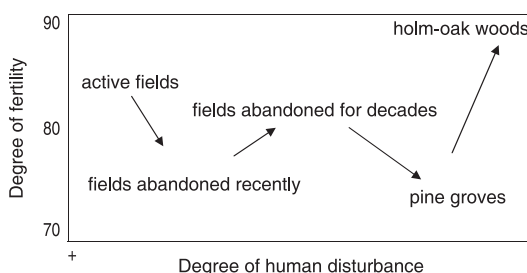 90
holm-oak woods
active fields
fields abandoned for decades
80
fields abandoned recently
pine groves
70
Degree of fertility
+
Degree of human disturbance